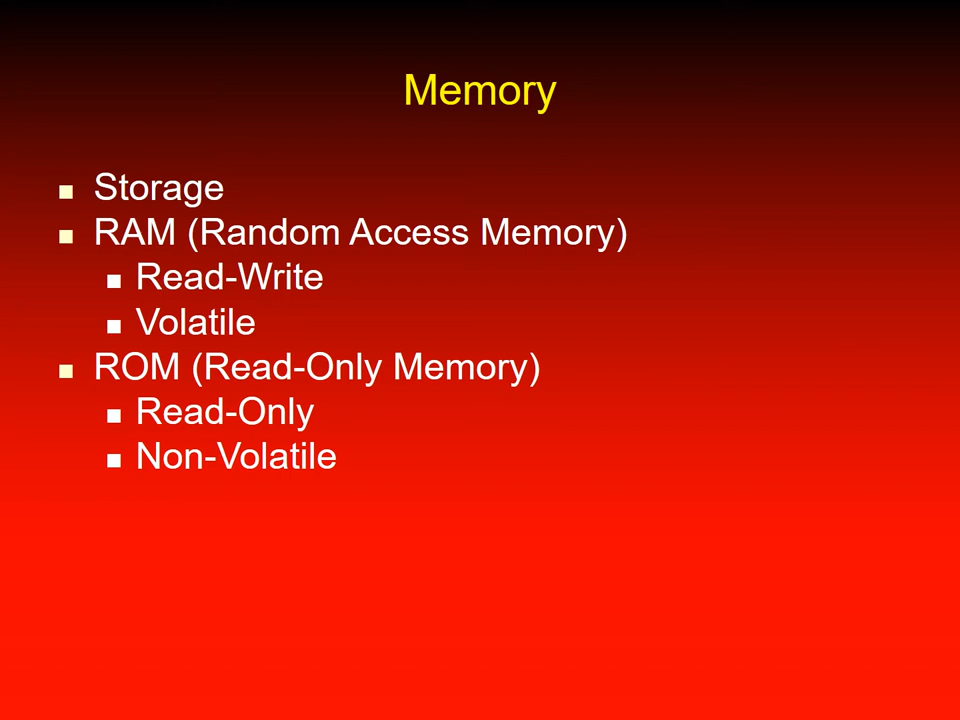 Memory
Storage
RAM (Random Access Memory)
Read-Write
Volatile
ROM (Read-Only Memory)
Read-Only
Non-Volatile